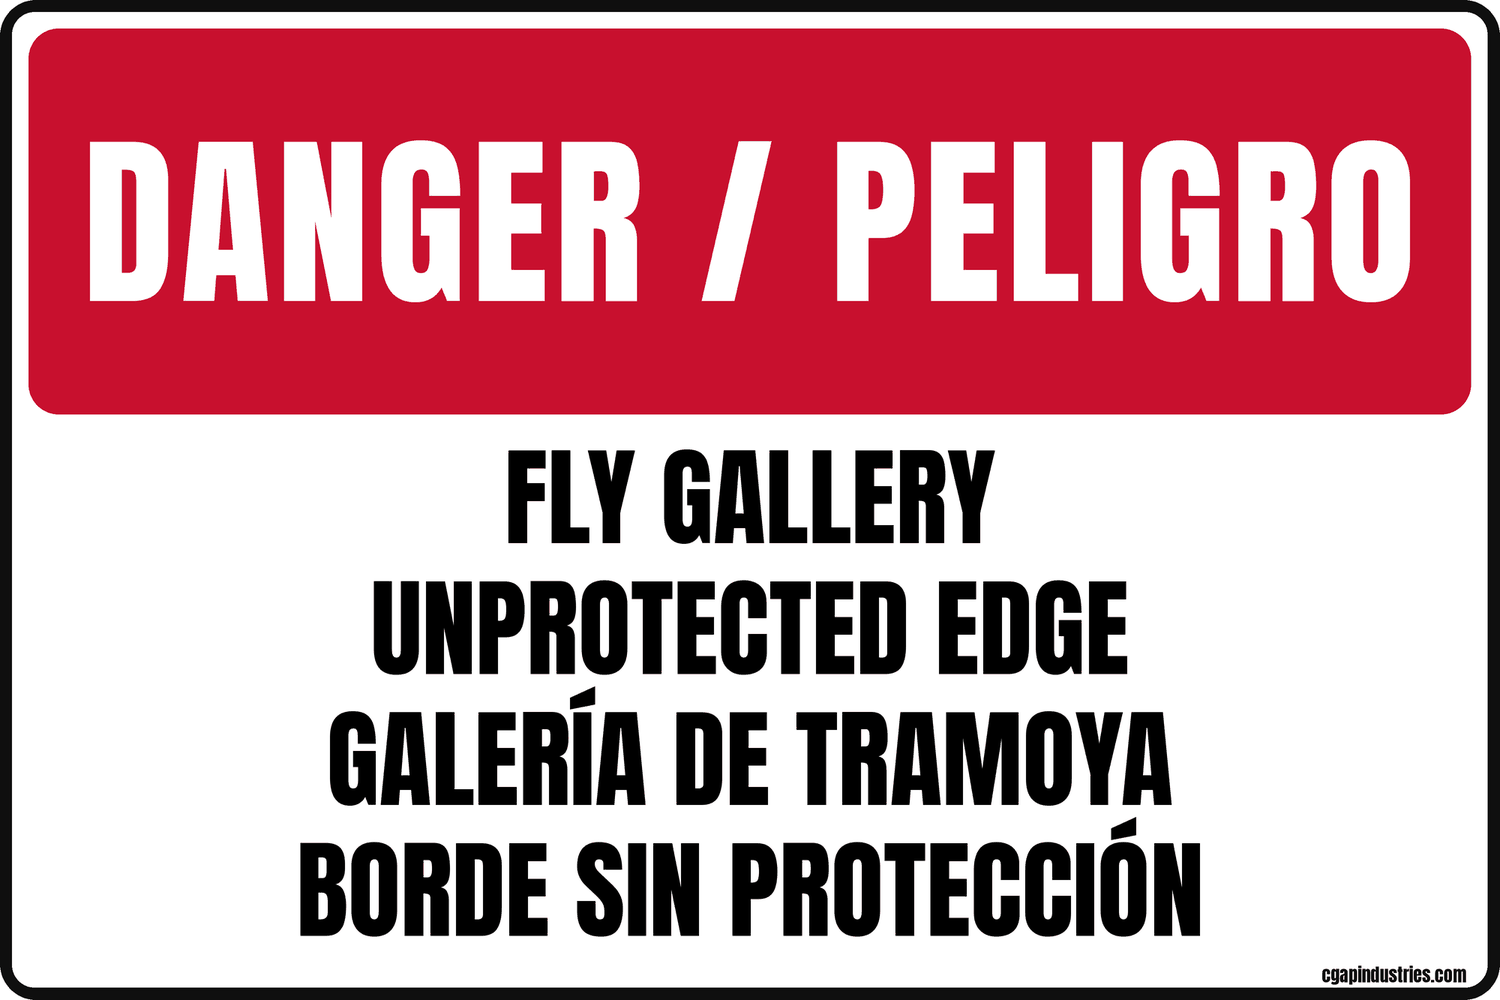 DANGER / PELIGRO
FLY GALLERY
UNPROTECTED EDGE
GALERÍA DE TRAMOYA
BORDE SIN PROTECCIÓN
cgapindustries.com